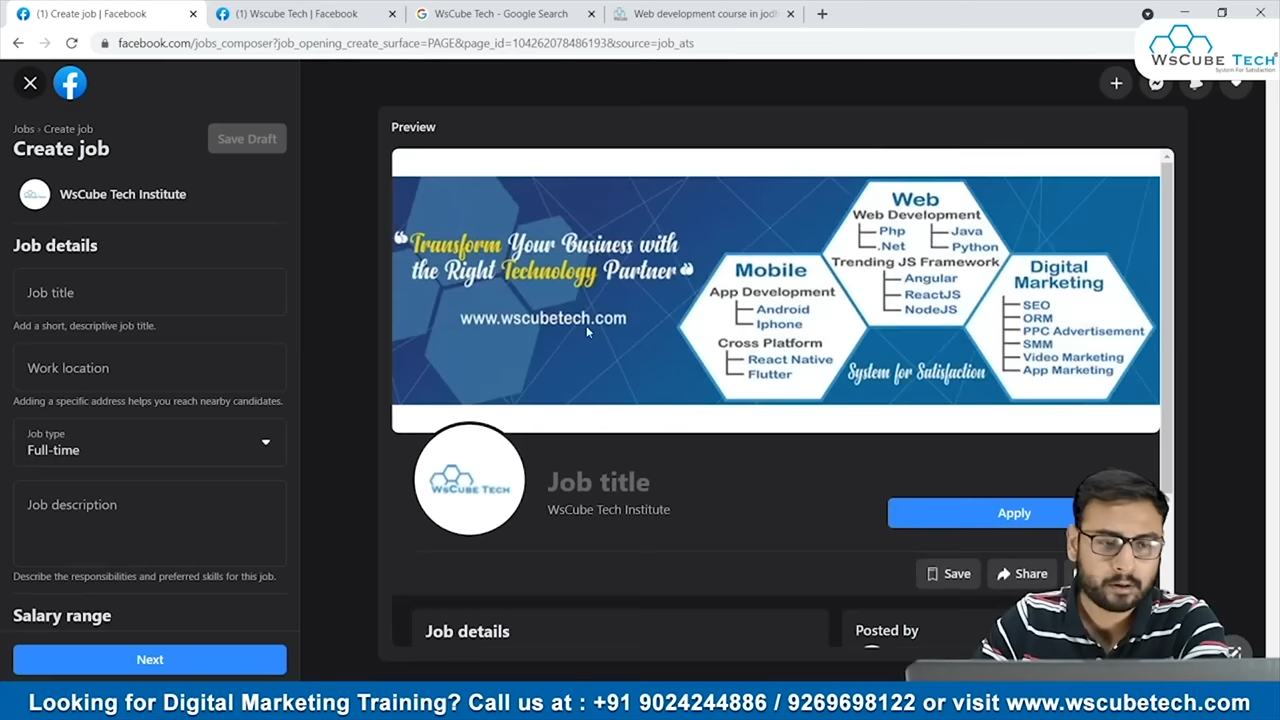 (1) Create job | Facebook
(1) Wscube Tech | Facebook
WsCube Tech - Google Search
Web development course in jodh
facebook.com/jobs_composer?job_opening_create_surface=PAGE&page_id=104262078486193&source=job_ats
WsCube Tech
System For Satisfaction
Jobs › Create job
Create job
Save Draft
WsCube Tech Institute
Job details
Job title
Add a short, descriptive job title.
Work location
Adding a specific address helps you reach nearby candidates.
Job type
Full-time
Job description
Describe the responsibilities and preferred skills for this job.
Salary range
Next
Preview
❝Transform Your Business with
the Right Technology Partner❞
www.wscubetech.com
Mobile
App Development
Android
Iphone
Cross Platform
React Native
Flutter
Web
Web Development
Php
Java
.Net
Python
Trending JS Framework
Angular
ReactJS
NodeJS
System for Satisfaction
Digital
Marketing
SEO
ORM
PPC Advertisement
SMM
Video Marketing
App Marketing
WsCube Tech
Job title
WsCube Tech Institute
Apply
Save
Share
Job details
Posted by
Looking for Digital Marketing Training? Call us at : +91 9024244886 / 9269698122 or visit www.wscubetech.com